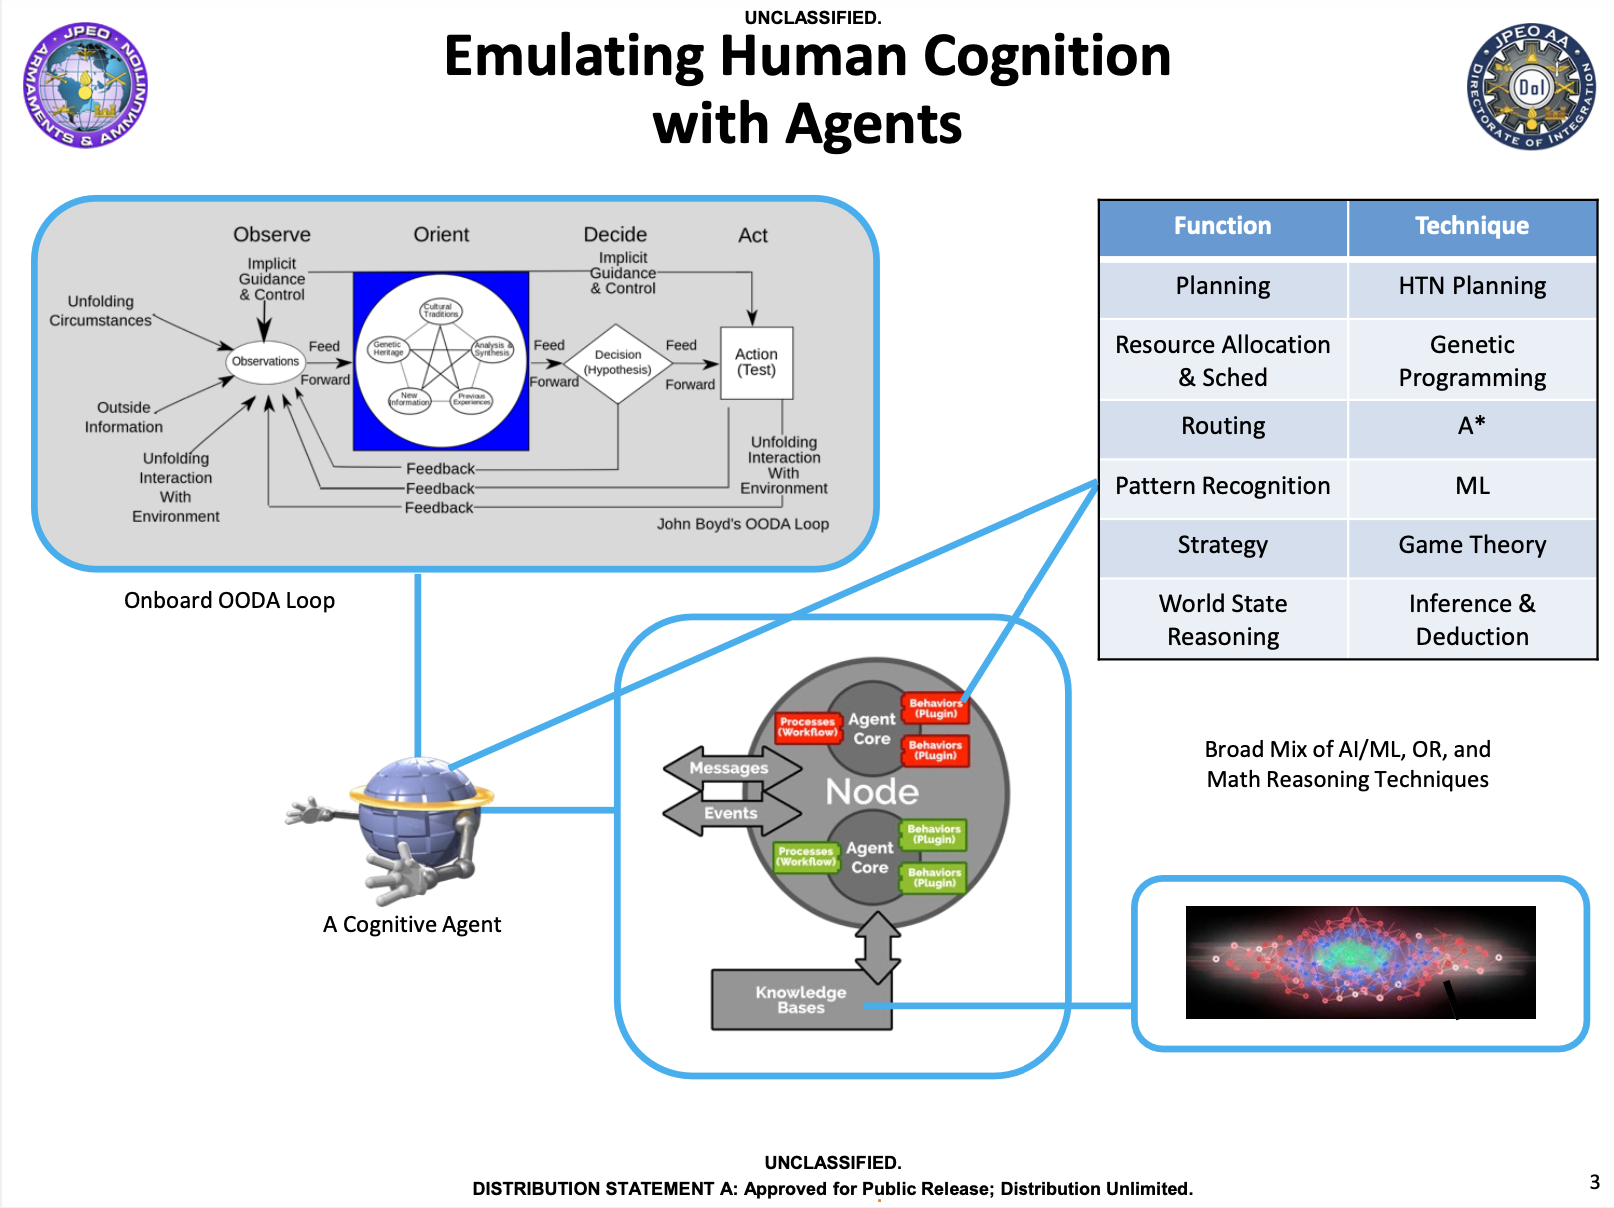 UNCLASSIFIED.
Emulating Human Cognition
with Agents
JPEO
ARMAMENTS & AMMUNITION
JPEO AA
DoI
DIRECTORATE OF INTEGRATION
Observe
Orient
Decide
Act
Implicit
Guidance
& Control
Implicit
Guidance
& Control
Unfolding
Circumstances
Observations
Feed
Forward
Cultural
Traditions
Genetic
Heritage
Analysis &
Synthesis
New
Information
Previous
Experiences
Feed
Forward
Decision
(Hypothesis)
Feed
Forward
Action
(Test)
Outside
Information
Unfolding
Interaction
With
Environment
Unfolding
Interaction
With
Environment
Feedback
Feedback
Feedback
John Boyd's OODA Loop
Onboard OODA Loop
Function Technique
Planning HTN Planning
Resource Allocation
& Sched
Genetic
Programming
Routing A*
Pattern Recognition ML
Strategy Game Theory
World State
Reasoning
Inference &
Deduction
Broad Mix of AI/ML, OR, and
Math Reasoning Techniques
A Cognitive Agent
Processes
(Workflow)
Agent
Core
Behaviors
(Plugin)
Behaviors
(Plugin)
Messages
Events
Node
Processes
(Workflow)
Agent
Core
Behaviors
(Plugin)
Behaviors
(Plugin)
Knowledge
Bases
UNCLASSIFIED.
DISTRIBUTION STATEMENT A: Approved for Public Release; Distribution Unlimited.
3